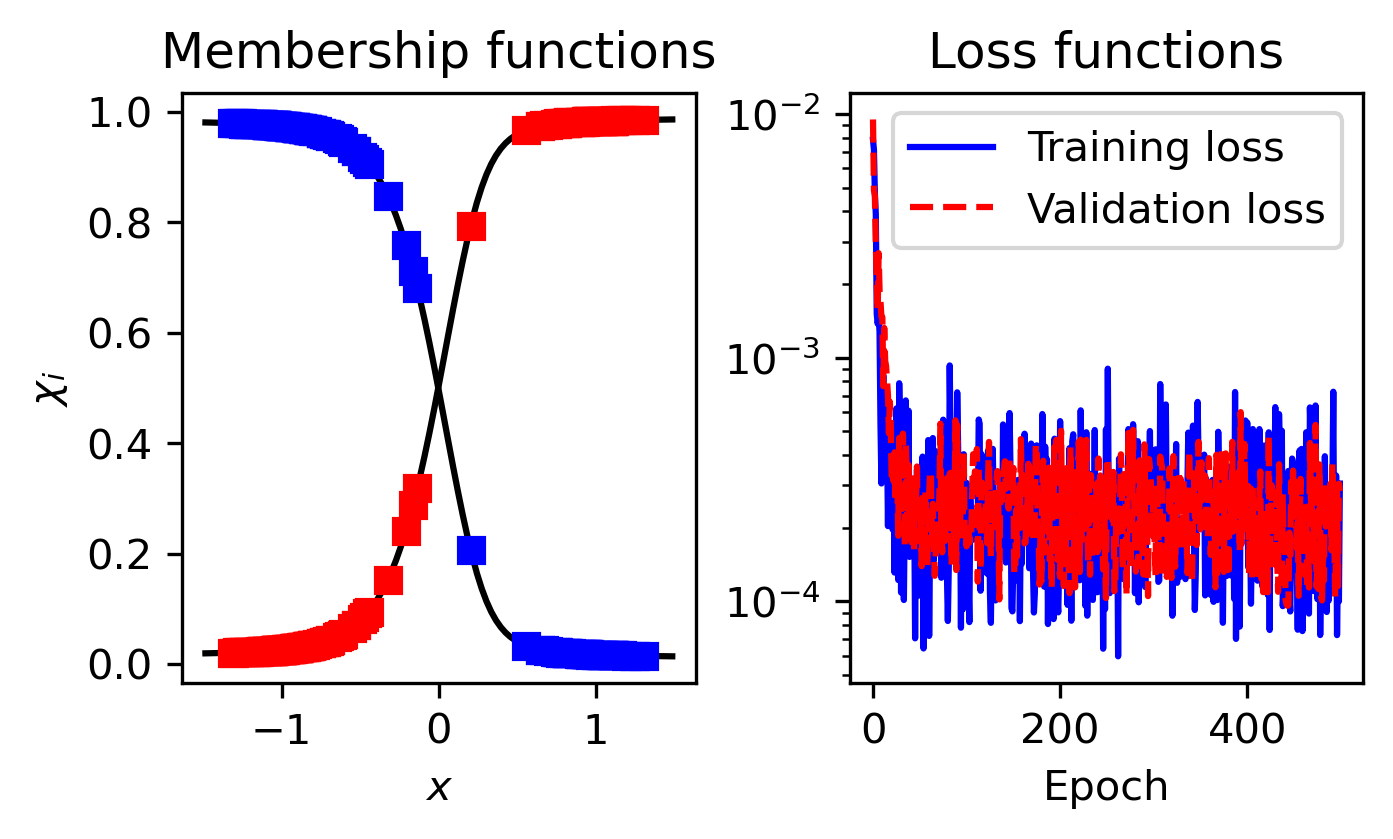 Membership functions
1.0
0.8
0.6
0.4
0.2
0.0
χᵢ
−1
0
1
x
Loss functions
10⁻²
10⁻³
10⁻⁴
Training loss
Validation loss
0
200
400
Epoch